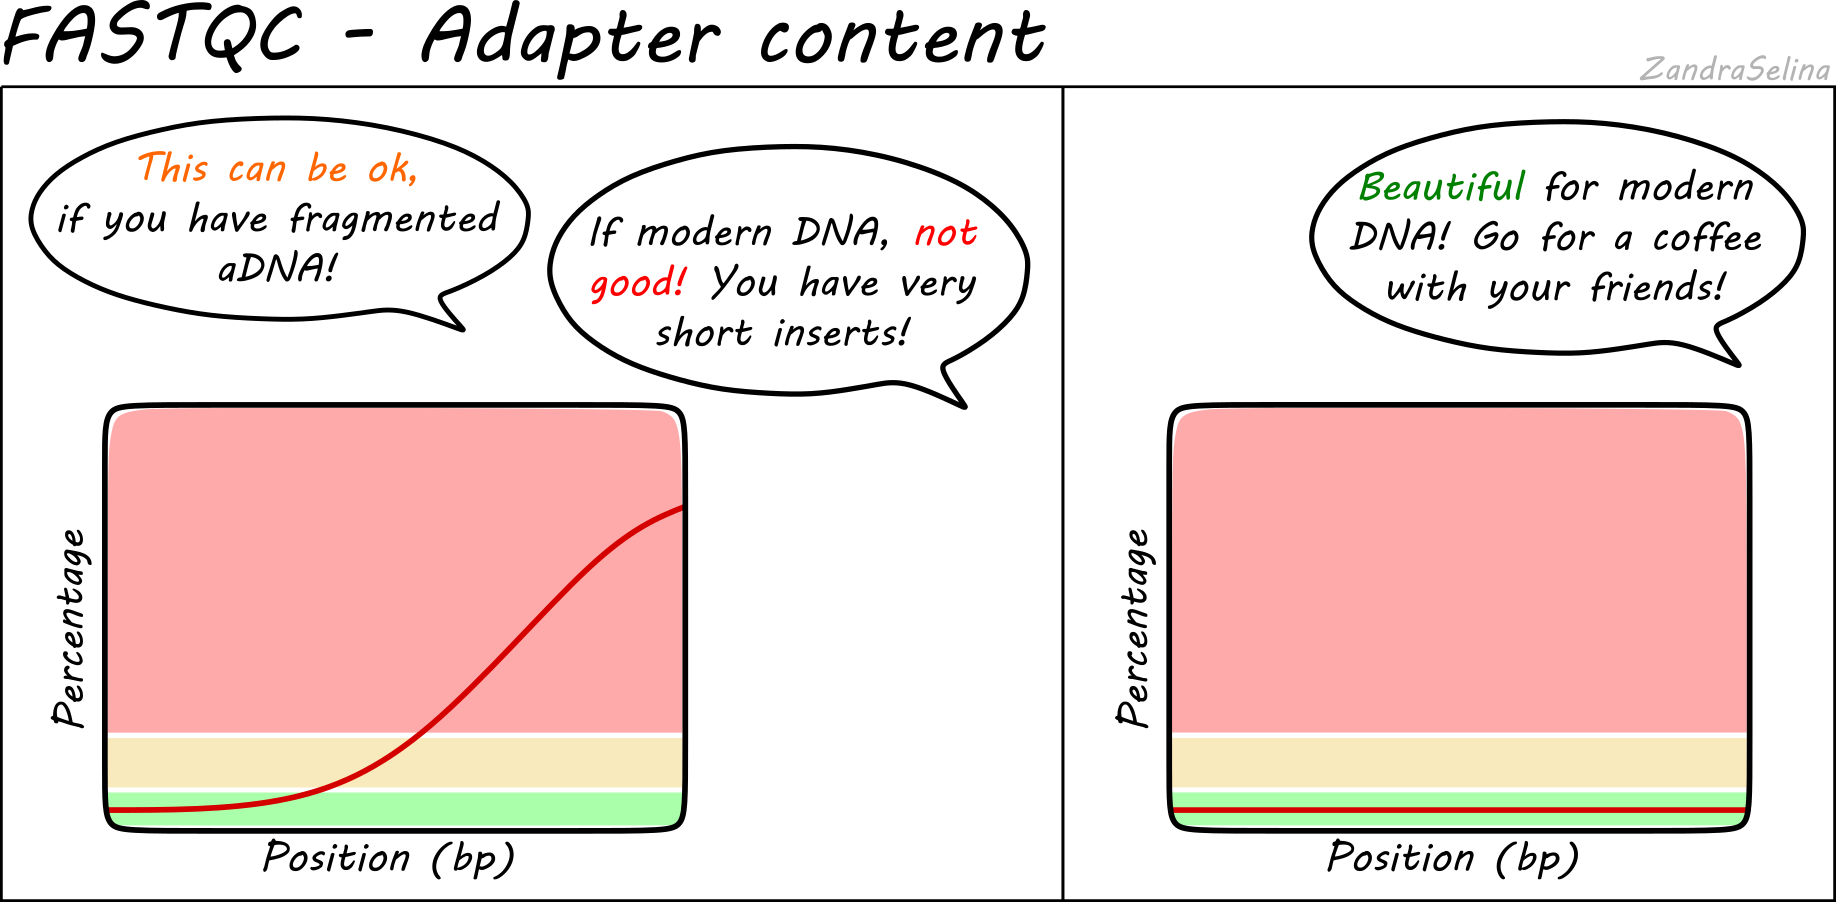 FASTQC - Adapter content
ZandraSelina
This can be ok,
if you have fragmented
aDNA!
If modern DNA, not
good! You have very
short inserts!
Percentage
Position (bp)
Beautiful for modern
DNA! Go for a coffee
with your friends!
Percentage
Position (bp)